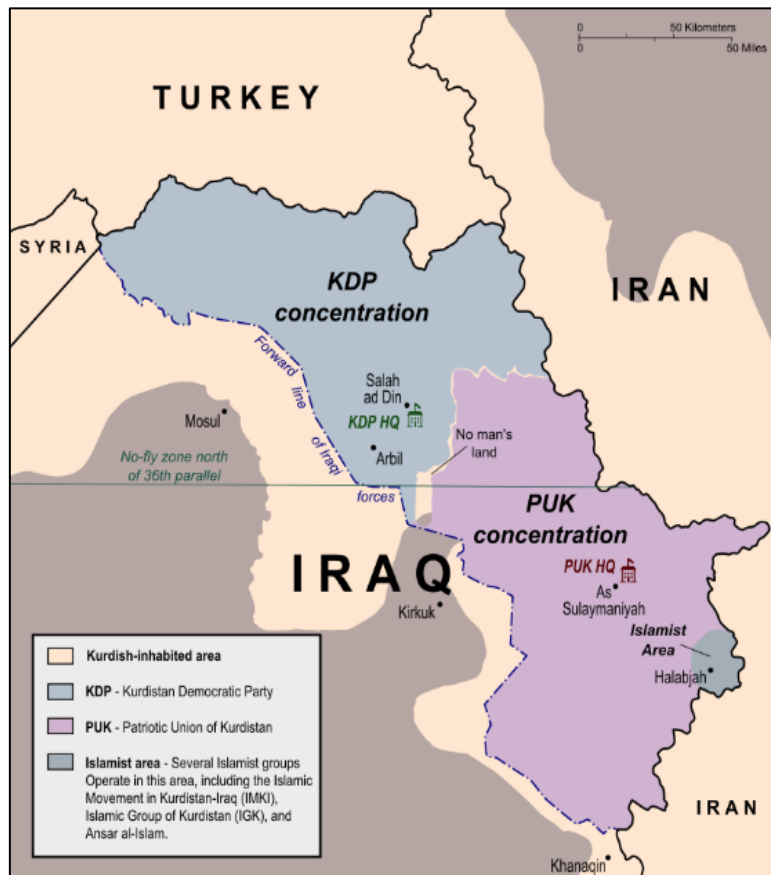 0 50 Kilometers
0 50 Miles
TURKEY
SYRIA
IRAN
KDP
concentration
Forward line
of Iraqi
forces
Salah
ad Din
KDP HQ
Mosul
Arbil
No man's
land
No-fly zone north
of 36th parallel
PUK
concentration
IRAQ
PUK HQ
As
Sulaymaniyah
Kirkuk
Islamist
Area
Halabjah
Kurdish-inhabited area
KDP - Kurdistan Democratic Party
PUK - Patriotic Union of Kurdistan
Islamist area - Several Islamist groups
Operate in this area, including the Islamic
Movement in Kurdistan-Iraq (IMKI),
Islamic Group of Kurdistan (IGK), and
Ansar al-Islam.
IRAN
Khanaqin